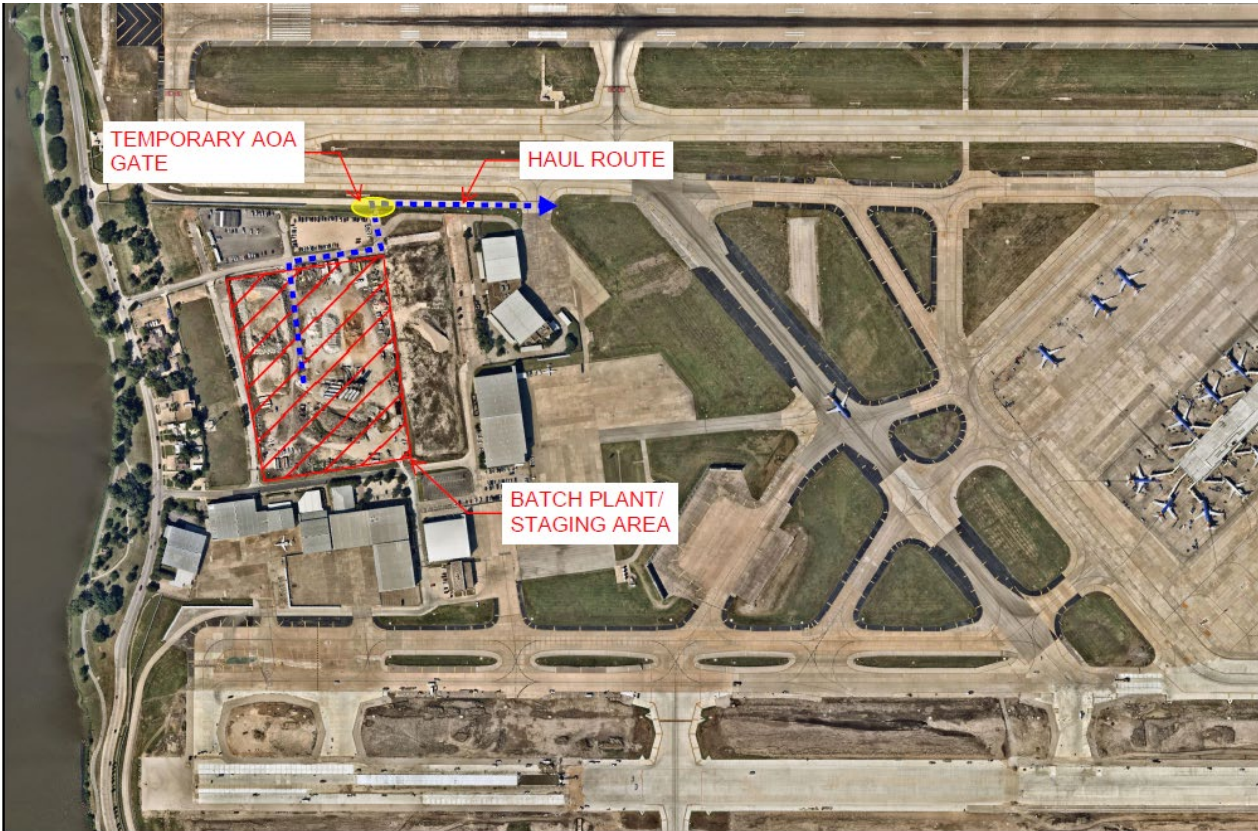 TEMPORARY AOA
GATE
HAUL ROUTE
BATCH PLANT/
STAGING AREA